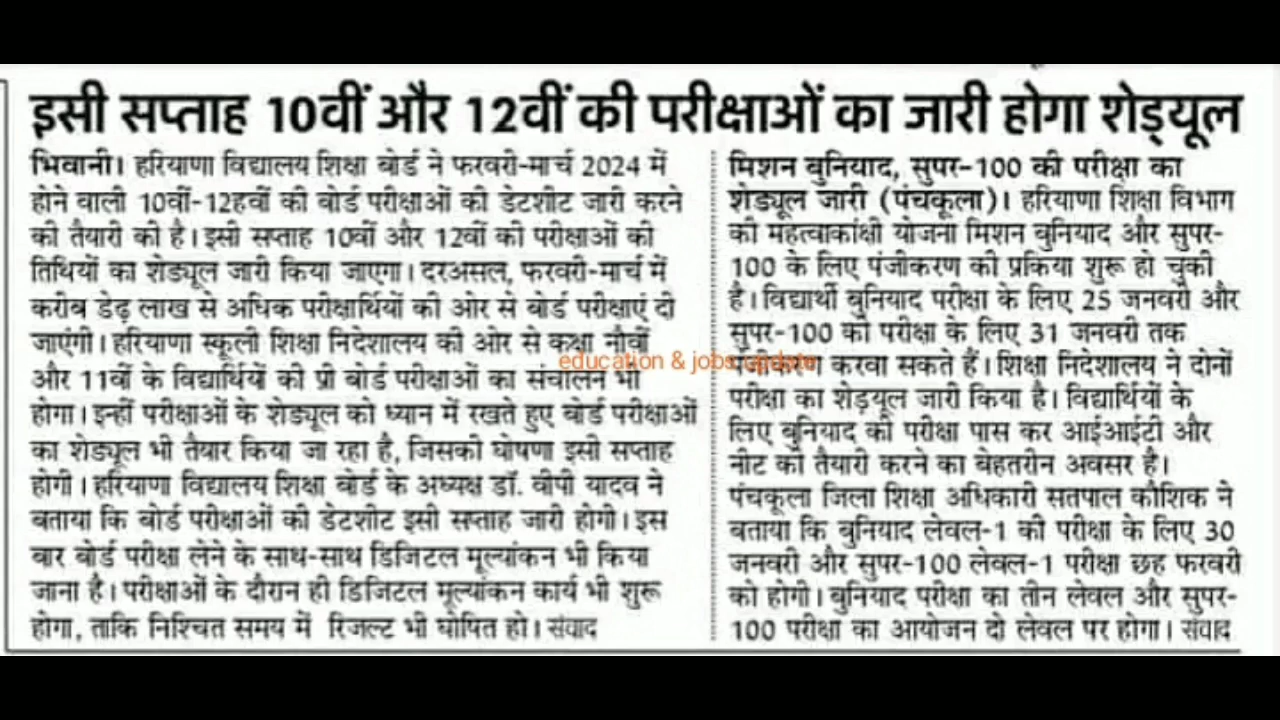 इसी सप्ताह 10वीं और 12वीं की परीक्षाओं का जारी होगा शेड्यूल
भिवानी। हरियाणा विद्यालय शिक्षा बोर्ड ने फरवरी-मार्च 2024 में
होने वाली 10वीं-12हवीं की बोर्ड परीक्षाओं की डेटशीट जारी करने
की तैयारी की है। इसी सप्ताह 10वीं और 12वीं की परीक्षाओं की
तिथियों का शेड्यूल जारी किया जाएगा। दरअसल, फरवरी-मार्च में
करीब डेढ़ लाख से अधिक परीक्षार्थियों की ओर से बोर्ड परीक्षाएं दी
जाएंगी। हरियाणा स्कूली शिक्षा निदेशालय की ओर से कक्षा नौवीं
और 11वीं के विद्यार्थियों की प्री बोर्ड परीक्षाओं का संचालन भी
होगा। इन्हीं परीक्षाओं के शेड्यूल को ध्यान में रखते हुए बोर्ड परीक्षाओं
का शेड्यूल भी तैयार किया जा रहा है, जिसकी घोषणा इसी सप्ताह
होगी। हरियाणा विद्यालय शिक्षा बोर्ड के अध्यक्ष डॉ. वीपी यादव ने
बताया कि बोर्ड परीक्षाओं की डेटशीट इसी सप्ताह जारी होगी। इस
बार बोर्ड परीक्षा लेने के साथ-साथ डिजिटल मूल्यांकन भी किया
जाना है। परीक्षाओं के दौरान ही डिजिटल मूल्यांकन कार्य भी शुरू
होगा, ताकि निश्चित समय में रिजल्ट भी घोषित हो। संवाद
मिशन बुनियाद, सुपर-100 की परीक्षा का
शेड्यूल जारी (पंचकूला)। हरियाणा शिक्षा विभाग
की महत्वाकांक्षी योजना मिशन बुनियाद और सुपर-
100 के लिए पंजीकरण की प्रकिया शुरू हो चुकी
है। विद्यार्थी बुनियाद परीक्षा के लिए 25 जनवरी और
सुपर-100 की परीक्षा के लिए 31 जनवरी तक
पंजीकरण करवा सकते हैं। शिक्षा निदेशालय ने दोनों
परीक्षा का शेड़यूल जारी किया है। विद्यार्थियों के
लिए बुनियाद की परीक्षा पास कर आईआईटी और
नीट की तैयारी करने का बेहतरीन अवसर है।
पंचकूला जिला शिक्षा अधिकारी सतपाल कौशिक ने
बताया कि बुनियाद लेवल-1 की परीक्षा के लिए 30
जनवरी और सुपर-100 लेवल-1 परीक्षा छह फरवरी
को होगी। बुनियाद परीक्षा का तीन लेवल और सुपर-
100 परीक्षा का आयोजन दो लेवल पर होगा। संवाद
education & jobs update